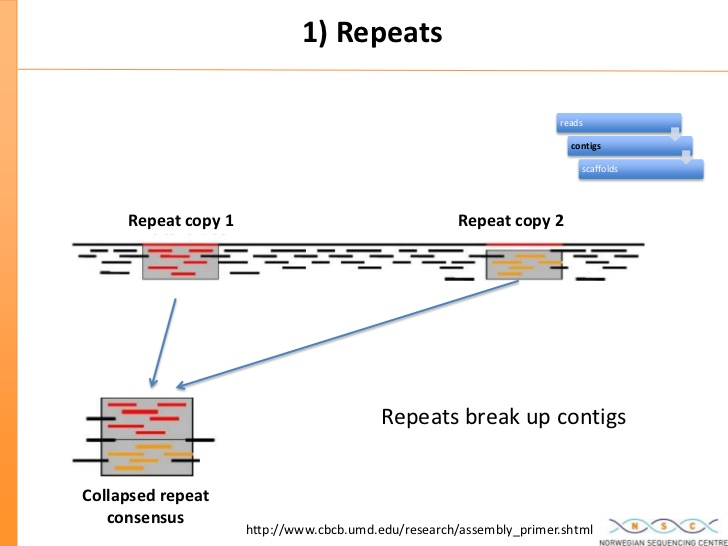 1) Repeats
reads
contigs
scaffolds
Repeat copy 1
Repeat copy 2
Repeats break up contigs
Collapsed repeat
consensus
http://www.cbcb.umd.edu/research/assembly_primer.shtml
N S C
NORWEGIAN SEQUENCING CENTRE